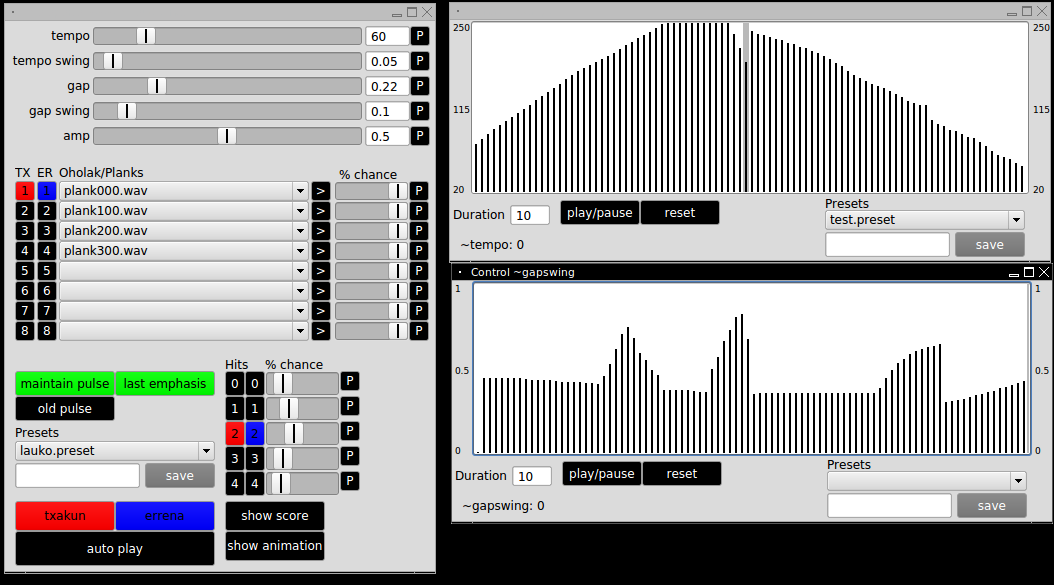 tempo 60 P
tempo swing 0.05 P
gap 0.22 P
gap swing 0.1 P
amp 0.5 P
TX ER Oholak/Planks % chance
1 1 plank000.wav > P
2 2 plank100.wav > P
3 3 plank200.wav > P
4 4 plank300.wav > P
5 5 > P
6 6 > P
7 7 > P
8 8 > P
Hits % chance
maintain pulse last emphasis 0 0 P
old pulse 1 1 P
Presets 2 2 P
lauko.preset 3 3 P
save 4 4 P
txakun errena show score
auto play show animation
250 250
115 115
20 20
Duration 10 play/pause reset Presets
test.preset
~tempo: 0 save
Control ~gapswing
1 1
0.5 0.5
0 0
Duration 10 play/pause reset Presets
~gapswing: 0 save